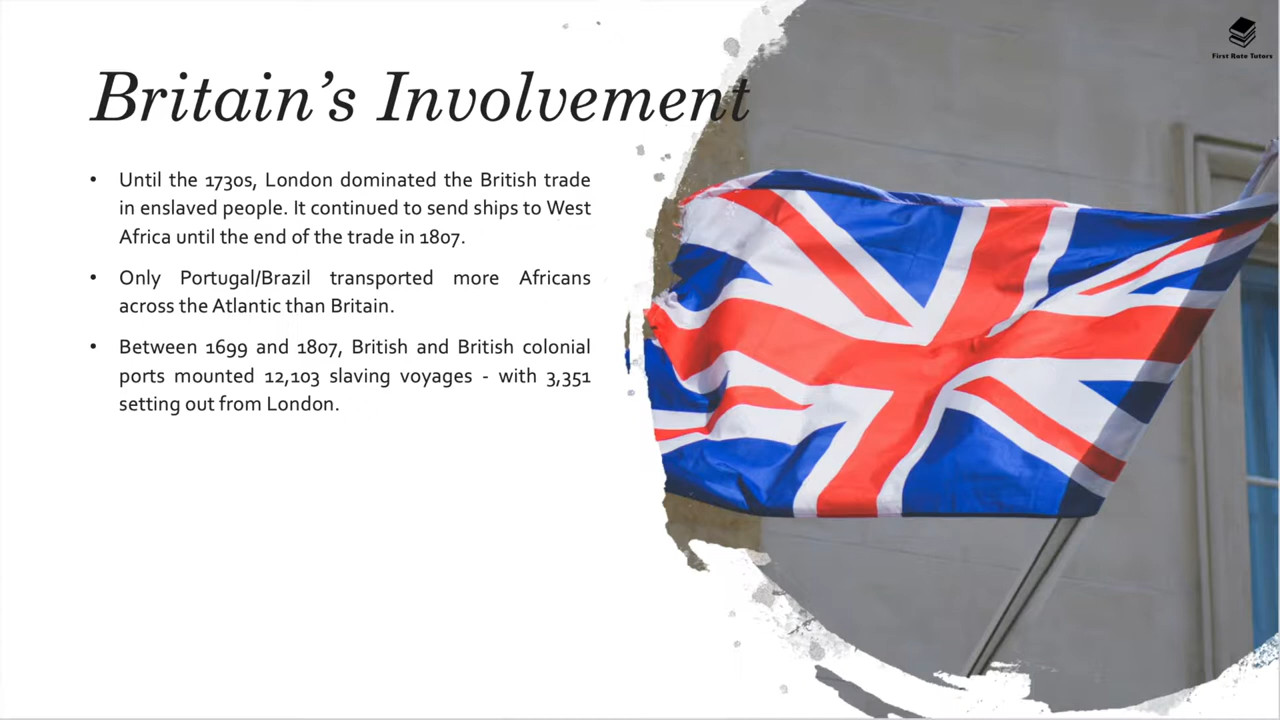 First Rate Tutors
Britain's Involvement
• Until the 1730s, London dominated the British trade
in enslaved people. It continued to send ships to West
Africa until the end of the trade in 1807.
• Only Portugal/Brazil transported more Africans
across the Atlantic than Britain.
• Between 1699 and 1807, British and British colonial
ports mounted 12,103 slaving voyages - with 3,351
setting out from London.